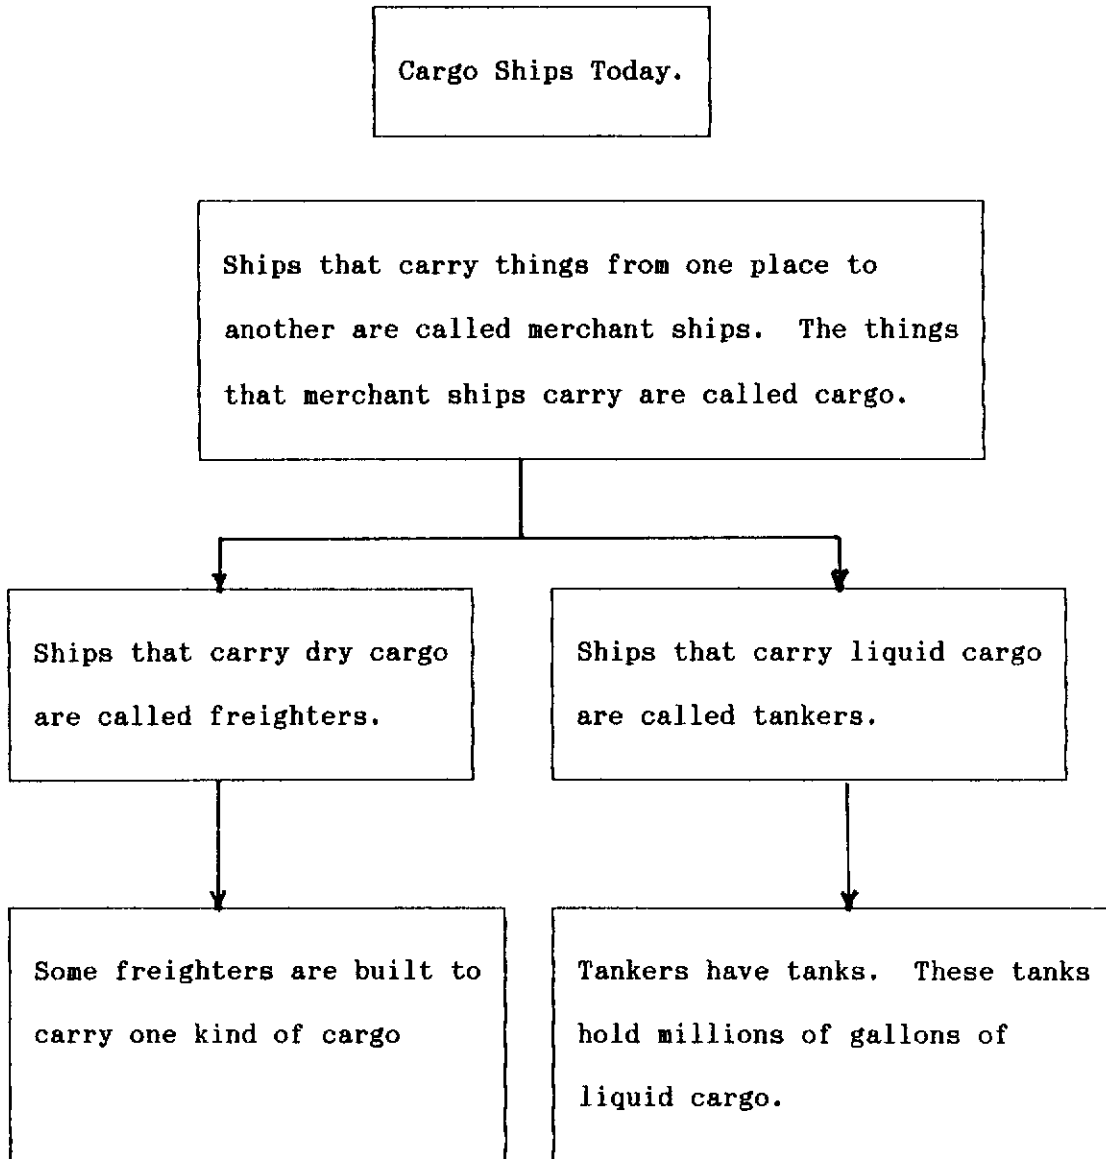 Cargo Ships Today.
Ships that carry things from one place to
another are called merchant ships.  The things
that merchant ships carry are called cargo.
Ships that carry dry cargo
are called freighters.
Ships that carry liquid cargo
are called tankers.
Some freighters are built to
carry one kind of cargo
Tankers have tanks.  These tanks
hold millions of gallons of
liquid cargo.